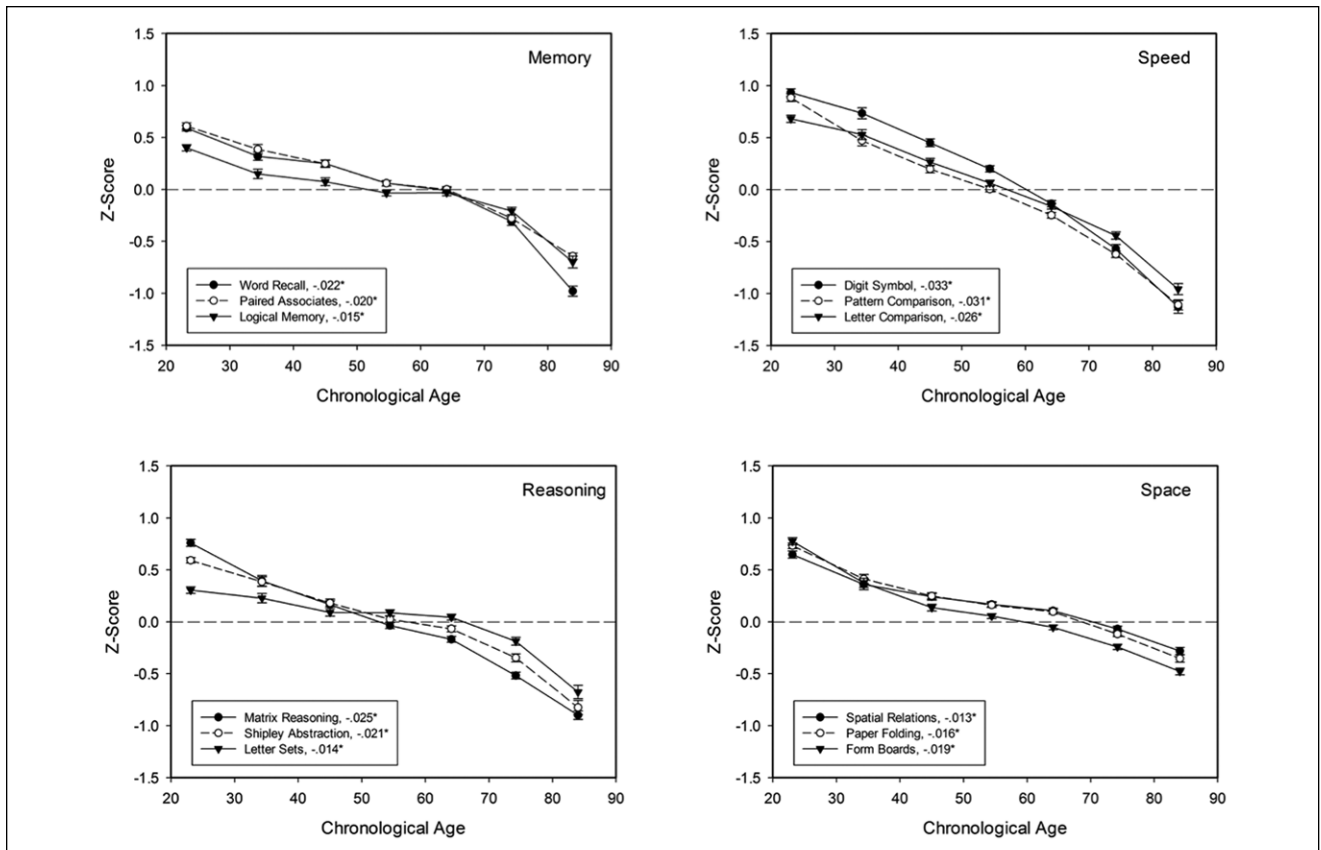 Memory
1.5
1.0
0.5
0.0
-0.5
-1.0
-1.5
Z-Score
Word Recall, -.022*
Paired Associates, -.020*
Logical Memory, -.015*
20 30 40 50 60 70 80 90
Chronological Age
Speed
1.5
1.0
0.5
0.0
-0.5
-1.0
-1.5
Z-Score
Digit Symbol, -.033*
Pattern Comparison, -.031*
Letter Comparison, -.026*
20 30 40 50 60 70 80 90
Chronological Age
Reasoning
1.5
1.0
0.5
0.0
-0.5
-1.0
-1.5
Z-Score
Matrix Reasoning, -.025*
Shipley Abstraction, -.021*
Letter Sets, -.014*
20 30 40 50 60 70 80 90
Chronological Age
Space
1.5
1.0
0.5
0.0
-0.5
-1.0
-1.5
Z-Score
Spatial Relations, -.013*
Paper Folding, -.016*
Form Boards, -.019*
20 30 40 50 60 70 80 90
Chronological Age